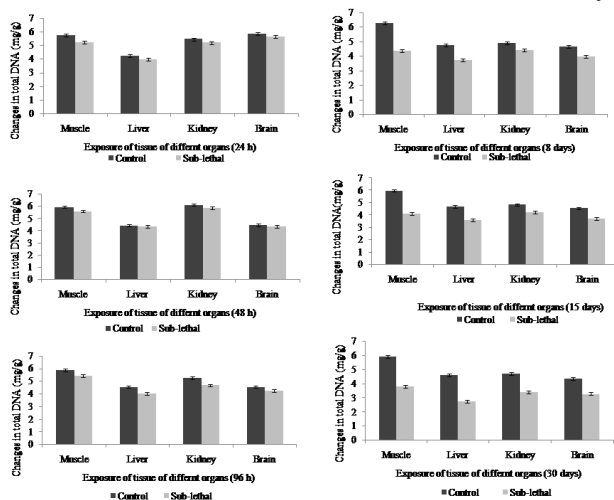 Changes in total DNA (mg/g)
7
6
5
4
3
2
1
0
Muscle Liver Kidney Brain
Exposure of tissue of differnt organs (24 h)
Control Sub-lethal
Changes in total DNA (mg/g)
7
6
5
4
3
2
1
0
Muscle Liver Kidney Brain
Exposure of tissue of differnt organs (8 days)
Control Sub-lethal
Changes in total DNA (mg/g)
7
6
5
4
3
2
1
0
Muscle Liver Kidney Brain
Exposure of tissue of differnt organs (48 h)
Control Sub-lethal
Changes in total DNA(mg/g)
7
6
5
4
3
2
1
0
Muscle Liver Kidney Brain
Exposure of tissue of differnt organs (15 days)
Control Sub-lethal
Changes in total DNA (mg/g)
7
6
5
4
3
2
1
0
Muscle Liver Kidney Brain
Exposure of tissue of differnt organs (96 h)
Control Sub-lethal
Changes in total DNA (mg/g)
7
6
5
4
3
2
1
0
Muscle Liver Kidney Brain
Exposure of tissue of differnt organs (30 days)
Control Sub-lethal